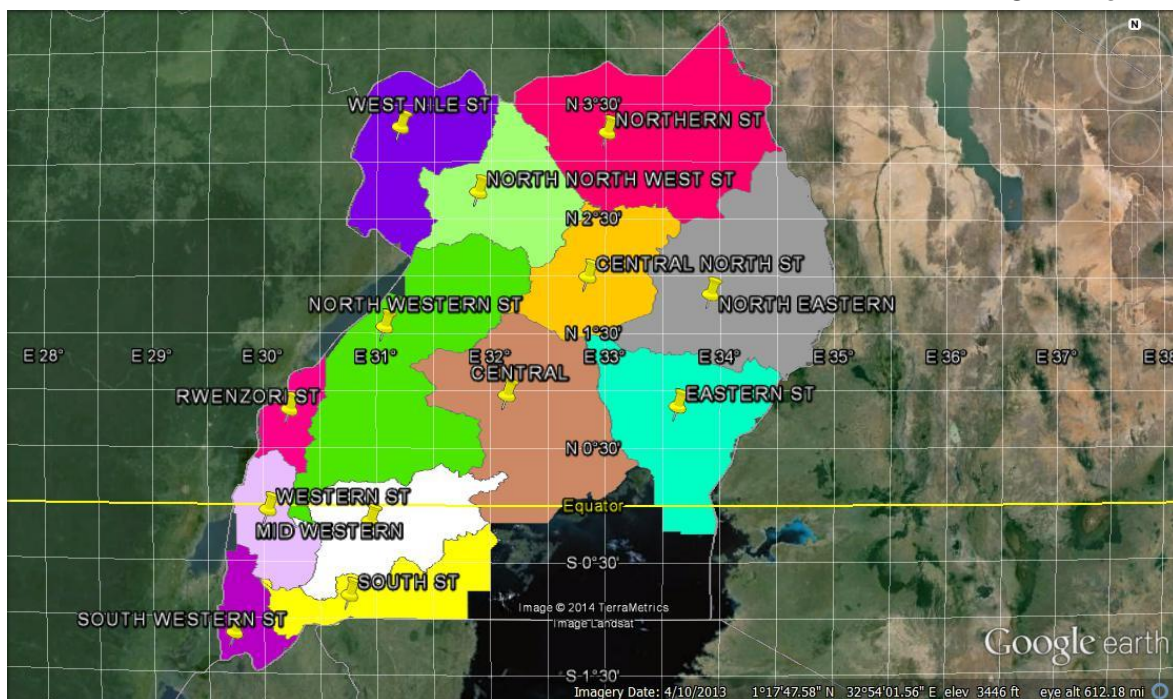 N
WEST NILE ST
N 3°30'
NORTHERN ST
NORTH NORTH WEST ST
N 2°30'
CENTRAL NORTH ST
NORTH WESTERN ST
NORTH EASTERN
N 1°30'
E 28°
E 29°
E 30°
E 31°
E 32°
E 33°
E 34°
E 35°
E 36°
E 37°
CENTRAL
RWENZORI ST
EASTERN ST
N 0°30'
WESTERN ST
Equator
MID WESTERN
S 0°30'
SOUTH ST
Image © 2014 TerraMetrics
SOUTH WESTERN ST
Image Landsat
Google earth
S 1°30'
Imagery Date: 4/10/2013 1°17'47.58" N 32°54'01.56" E elev 3446 ft eye alt 612.18 mi